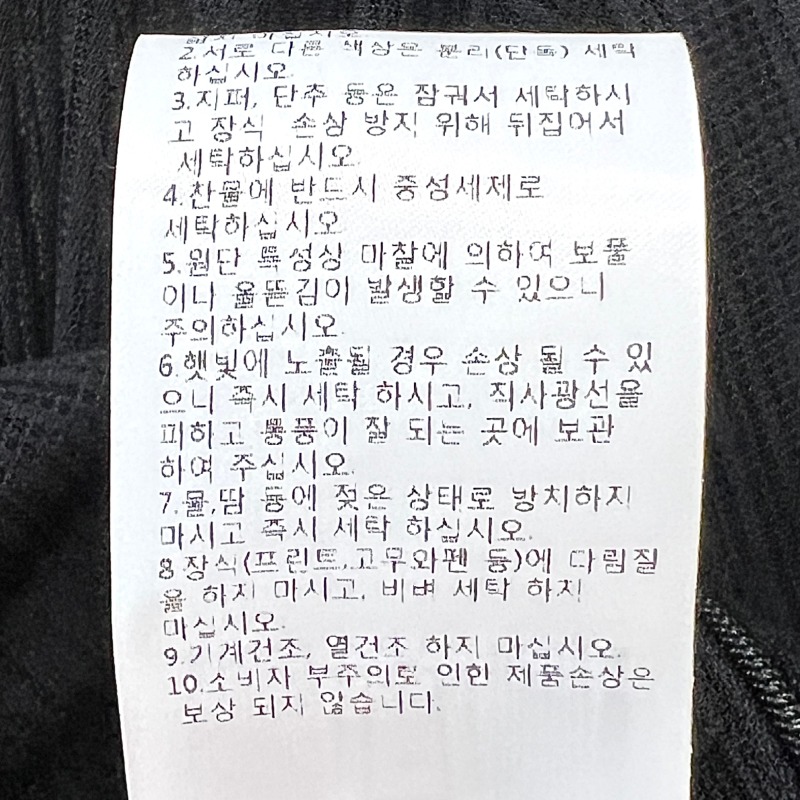 2.서로 다른 색상은 분리(단독) 세탁
하십시오.
3.지퍼, 단추 등은 잠궈서 세탁하시
고 장식 손상 방지 위해 뒤집어서
세탁하십시오.
4.찬물에 반드시 중성세제로
세탁하십시오
5.원단 특성상 마찰에 의하여 보풀
이나 올뜯김이 발생할 수 있으니
주의하십시오.
6.햇빛에 노출될 경우 손상 될 수 있
으니 즉시 세탁 하시고, 직사광선을
피하고 통풍이 잘 되는 곳에 보관
하여 주십시오.
7.물,땀 등에 젖은 상태로 방치하지
마시고 즉시 세탁 하십시오.
8.장식(프린트,고무와펜 등)에 다림질
을 하지 마시고, 비벼 세탁 하지
마십시오.
9.기계건조, 열건조 하지 마십시오.
10.소비자 부주의로 인한 제품손상은
보상 되지 않습니다.